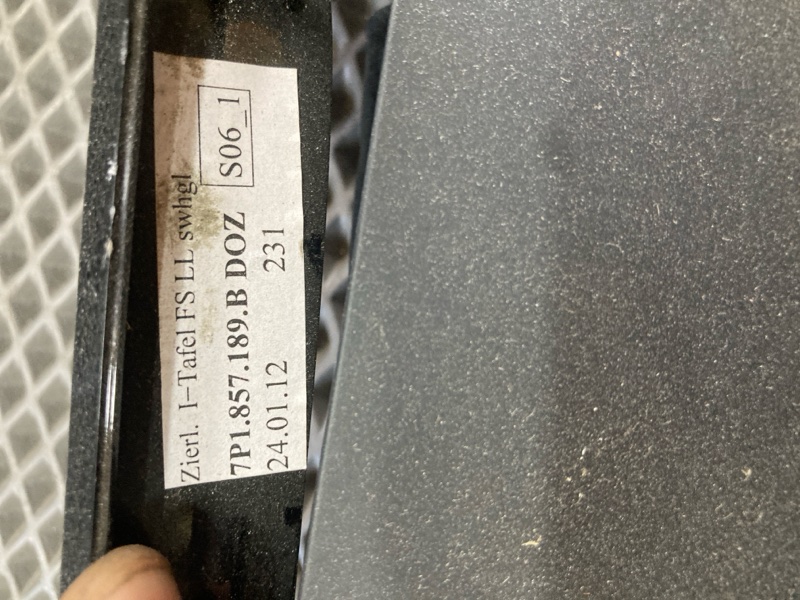 Zierl. I-Tafel FS LL swhgl
7P1.857.189.B DOZ S06_1
24.01.12 231